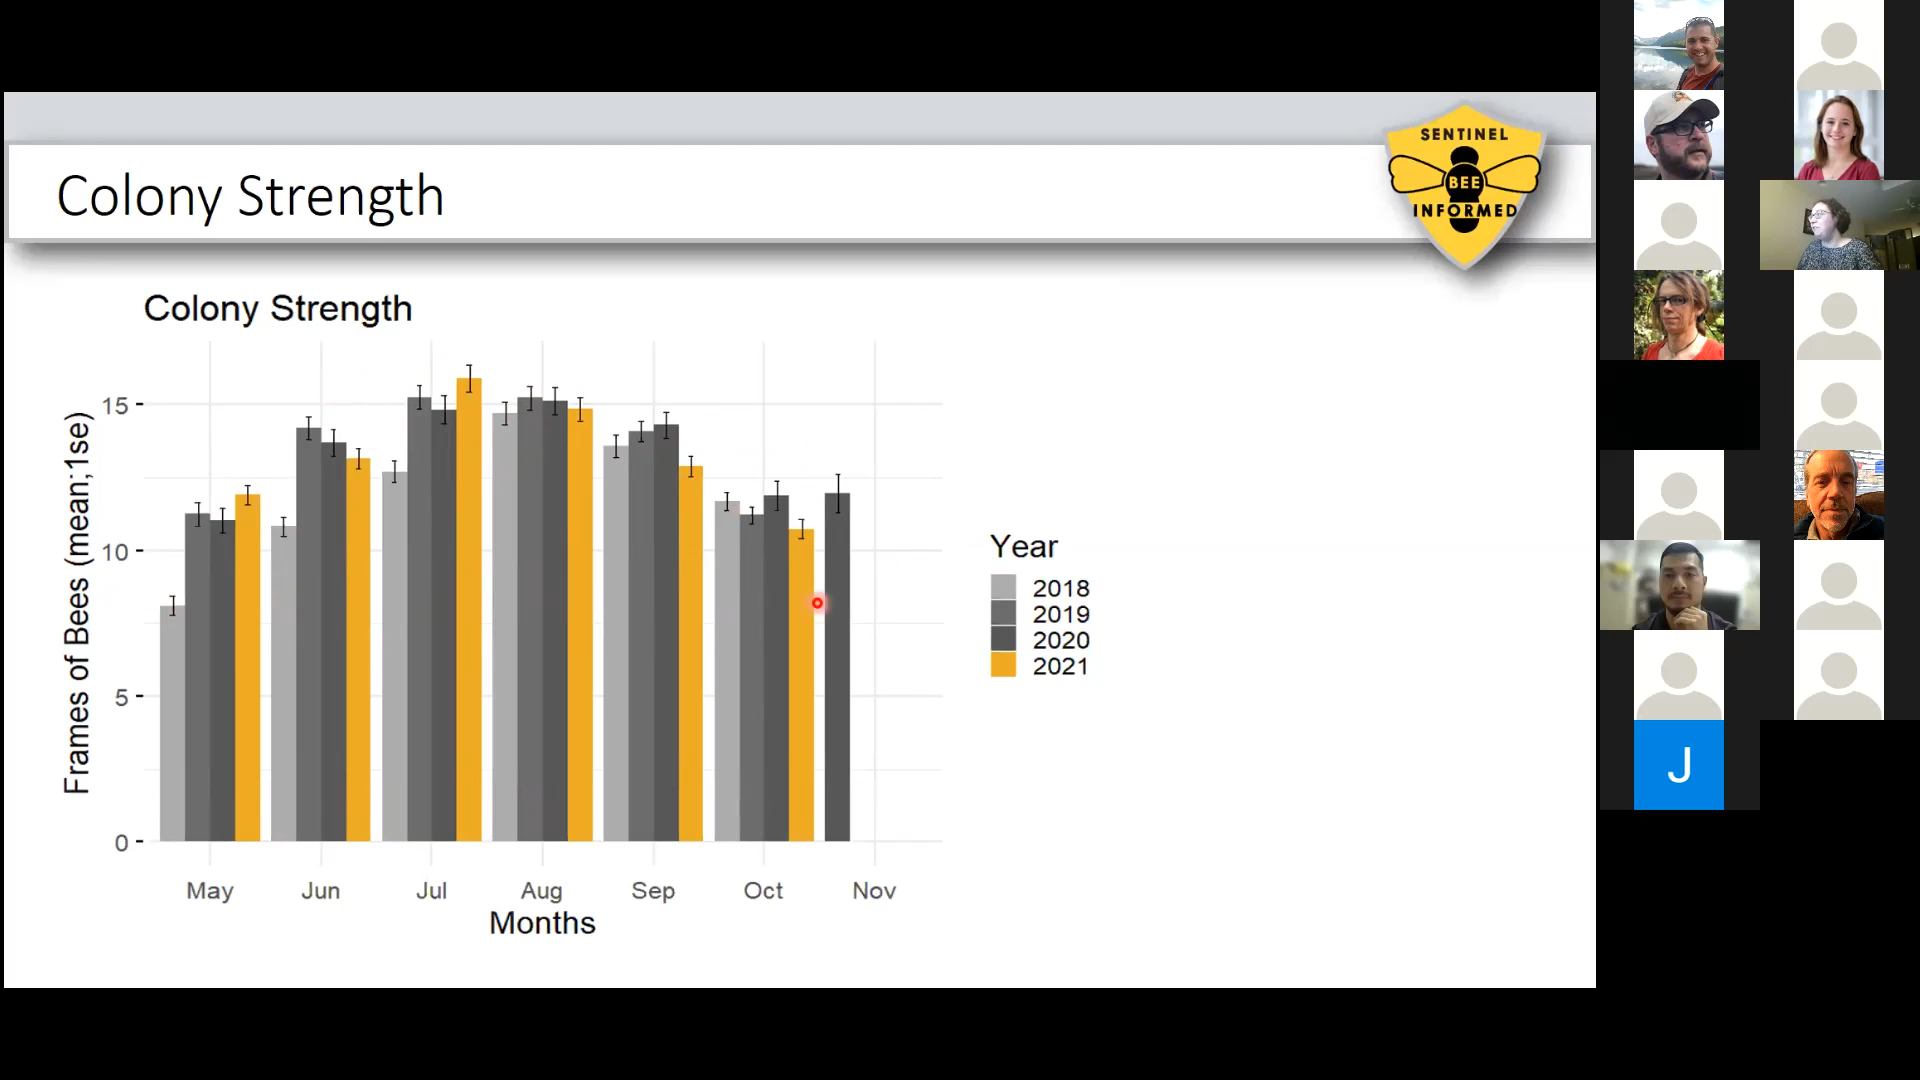 Colony Strength
SENTINEL
BEE
INFORMED
Colony Strength
Frames of Bees (mean;1se)
15
10
5
0
May Jun Jul Aug Sep Oct Nov
Months
Year
2018
2019
2020
2021
J